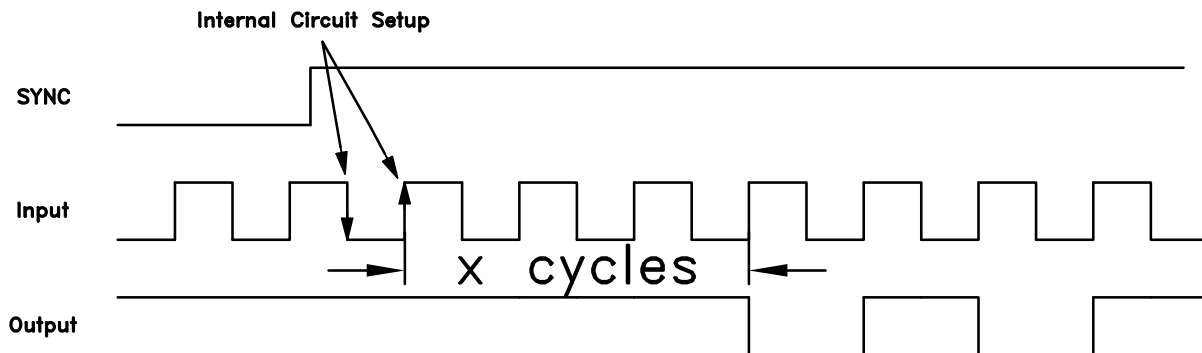 Internal Circuit Setup
SYNC
Input
x cycles
Output